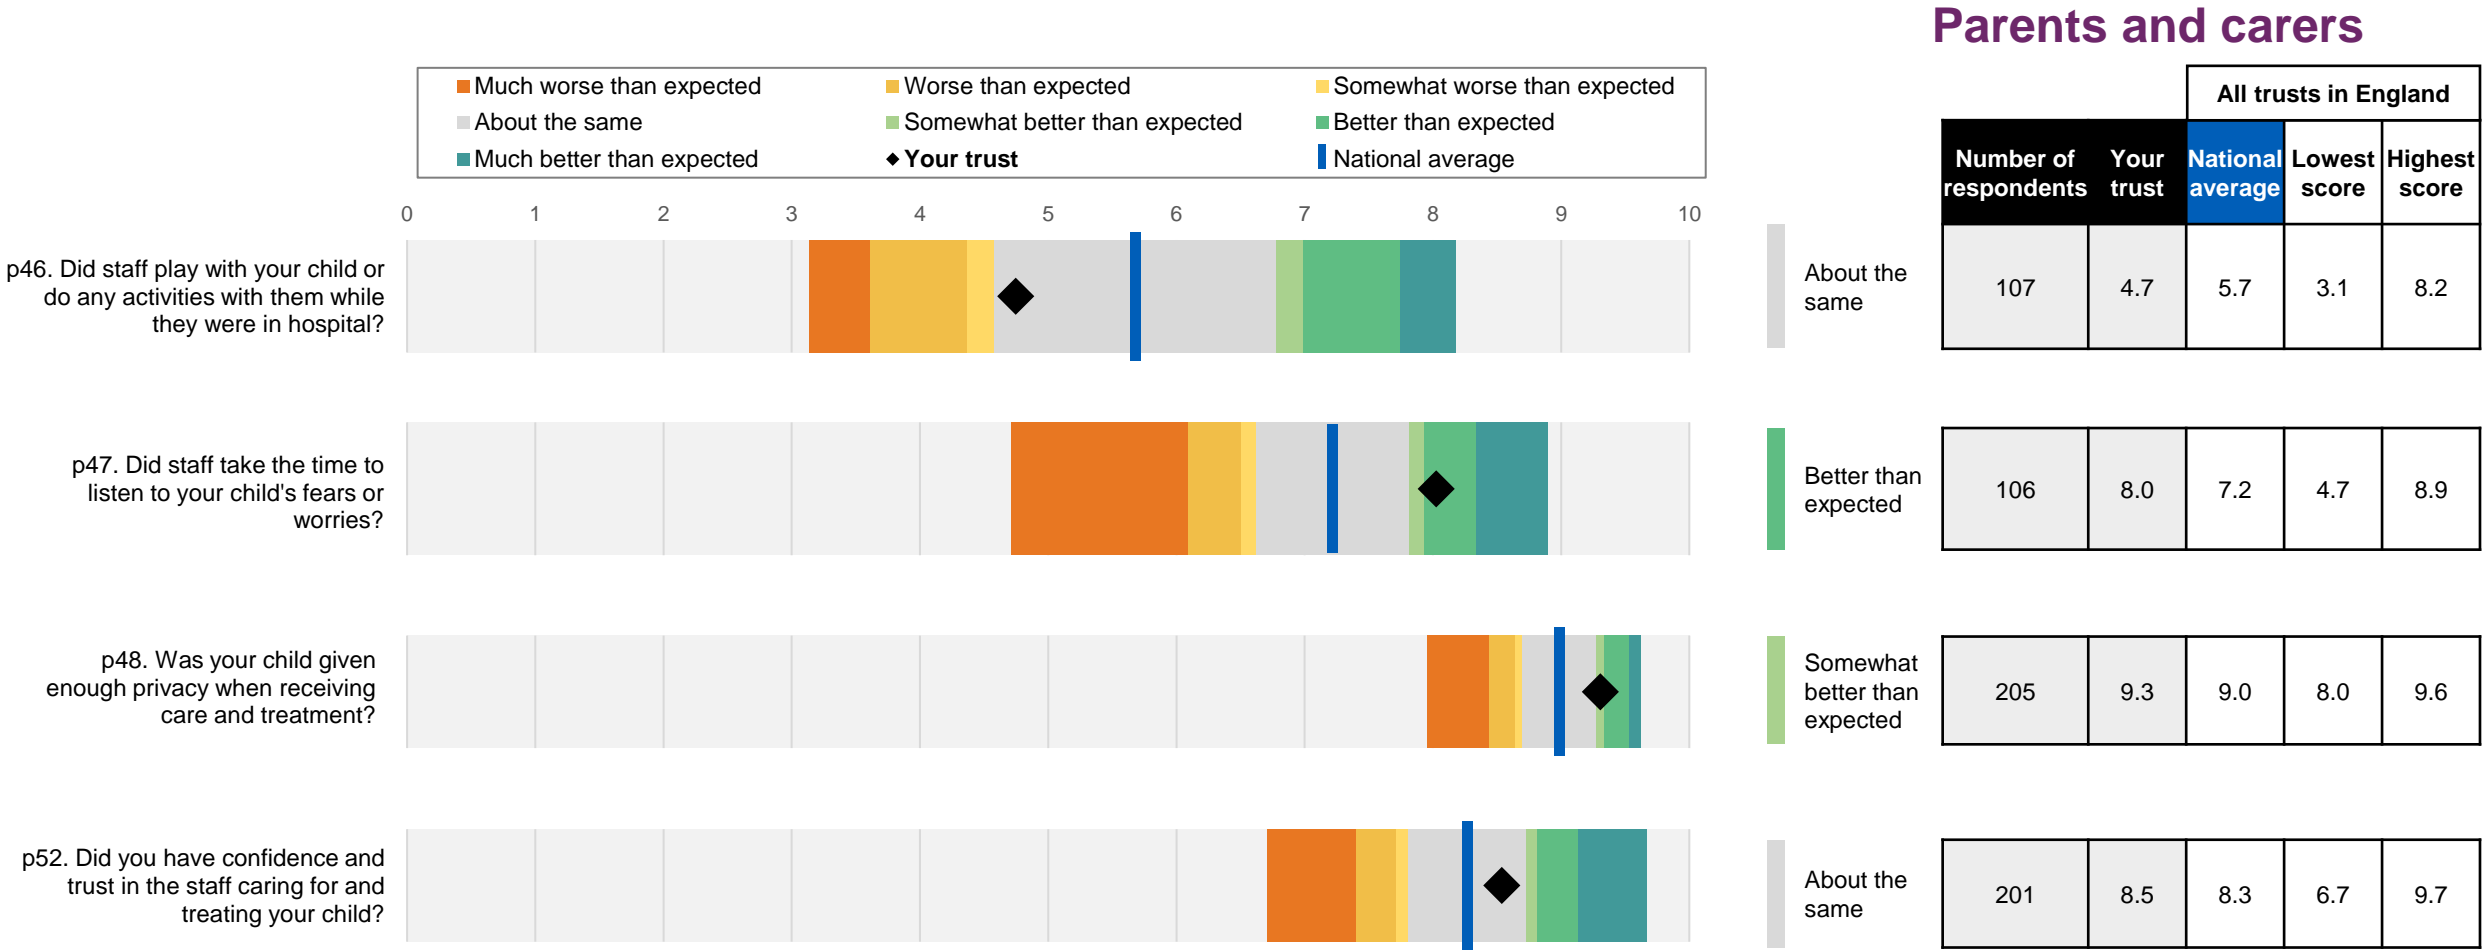 Parents and carers
Much worse than expected
Worse than expected
Somewhat worse than expected
About the same
Somewhat better than expected
Better than expected
Much better than expected
Your trust
National average
All trusts in England
Number of respondents
Your trust
National average
Lowest score
Highest score
0 1 2 3 4 5 6 7 8 9 10
p46. Did staff play with your child or
do any activities with them while
they were in hospital?
About the
same
107 4.7 5.7 3.1 8.2
p47. Did staff take the time to
listen to your child's fears or
worries?
Better than
expected
106 8.0 7.2 4.7 8.9
p48. Was your child given
enough privacy when receiving
care and treatment?
Somewhat
better than
expected
205 9.3 9.0 8.0 9.6
p52. Did you have confidence and
trust in the staff caring for and
treating your child?
About the
same
201 8.5 8.3 6.7 9.7